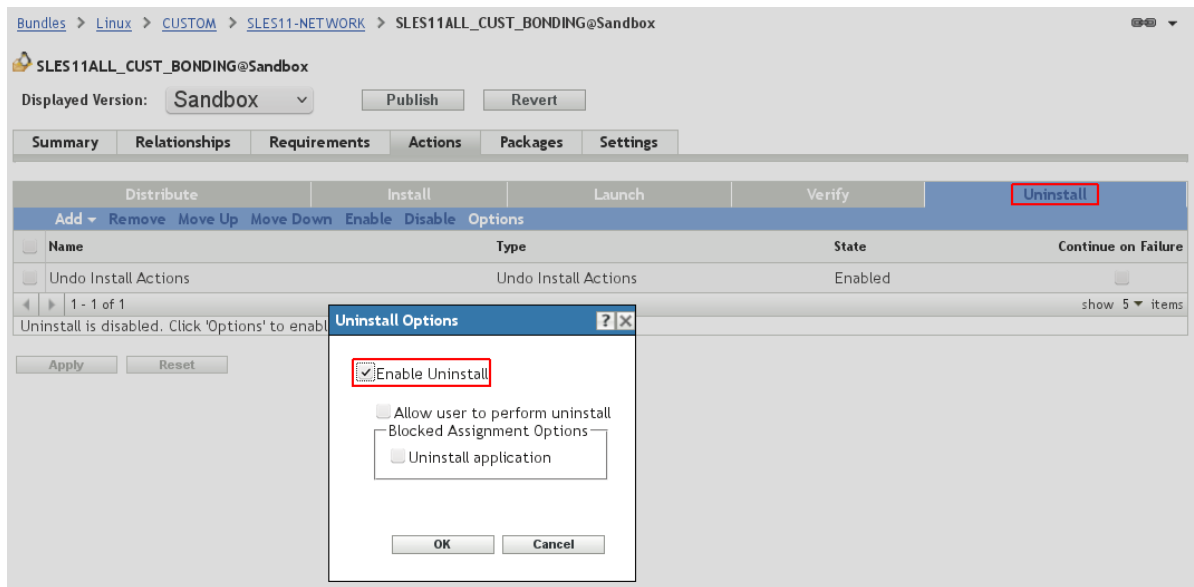 Bundles > Linux > CUSTOM > SLES11-NETWORK > SLES11ALL_CUST_BONDING@Sandbox
SLES11ALL_CUST_BONDING@Sandbox
Displayed Version: Sandbox Publish Revert
Summary Relationships Requirements Actions Packages Settings
Distribute Install Launch Verify Uninstall
Add Remove Move Up Move Down Enable Disable Options
Name Type State Continue on Failure
Undo Install Actions Undo Install Actions Enabled
1 - 1 of 1 show 5 items
Uninstall is disabled. Click 'Options' to enabl
Apply Reset
Uninstall Options ? X
Enable Uninstall
Allow user to perform uninstall
Blocked Assignment Options
Uninstall application
OK Cancel